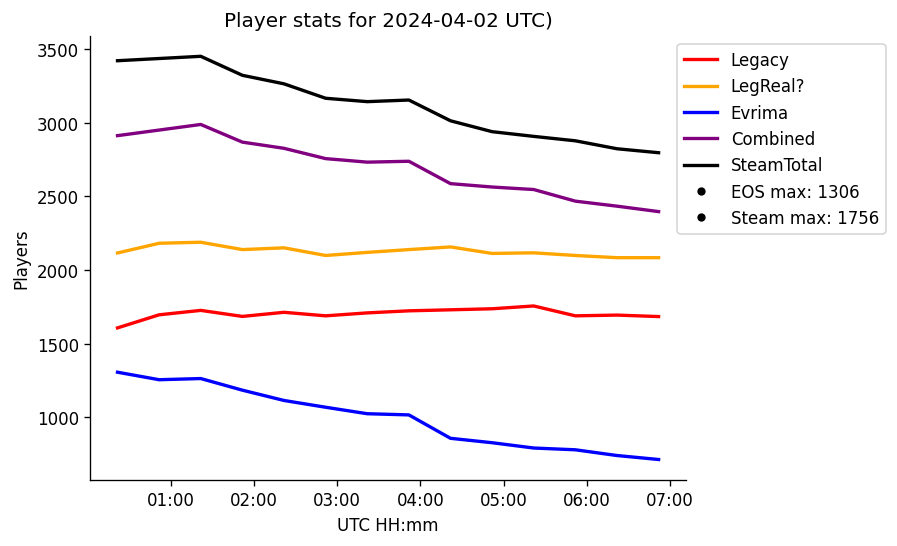 Player stats for 2024-04-02 UTC)
3500
3000
2500
2000
1500
1000
Players
01:00 02:00 03:00 04:00 05:00 06:00 07:00
UTC HH:mm
Legacy
LegReal?
Evrima
Combined
SteamTotal
EOS max: 1306
Steam max: 1756